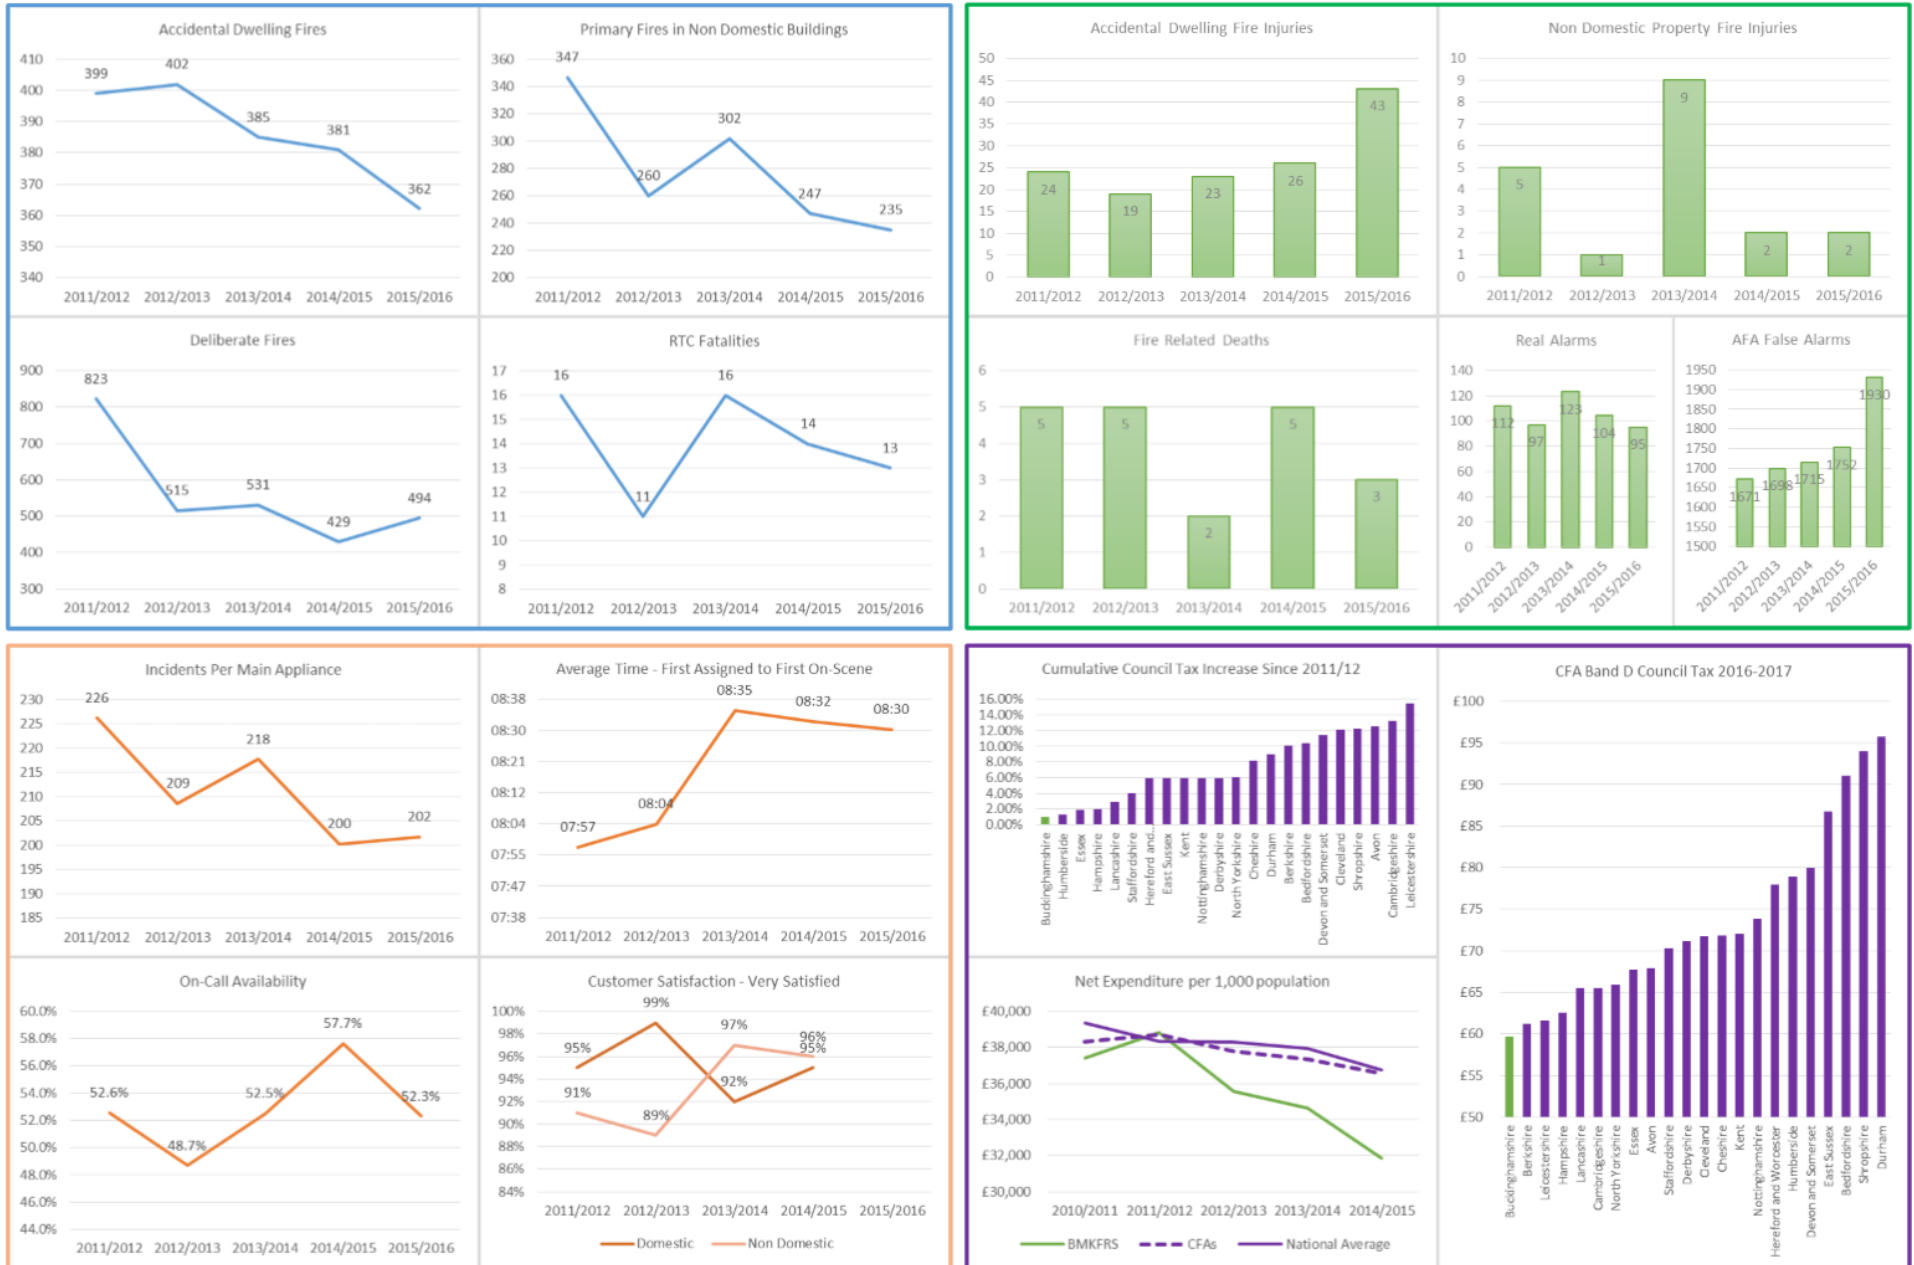 Accidental Dwelling Fires
410
400
390
380
370
360
350
340
399
402
385
381
362
2011/2012 2012/2013 2013/2014 2014/2015 2015/2016
Primary Fires in Non Domestic Buildings
360
340
320
300
280
260
240
220
200
347
260
302
247
235
2011/2012 2012/2013 2013/2014 2014/2015 2015/2016
Deliberate Fires
900
800
700
600
500
400
300
823
515
531
429
494
2011/2012 2012/2013 2013/2014 2014/2015 2015/2016
RTC Fatalities
17
16
15
14
13
12
11
10
9
8
16
11
16
14
13
2011/2012 2012/2013 2013/2014 2014/2015 2015/2016
Accidental Dwelling Fire Injuries
50
45
40
35
30
25
20
15
10
5
0
24
19
23
26
43
2011/2012 2012/2013 2013/2014 2014/2015 2015/2016
Non Domestic Property Fire Injuries
10
9
8
7
6
5
4
3
2
1
0
5
1
9
2
2
2011/2012 2012/2013 2013/2014 2014/2015 2015/2016
Fire Related Deaths
6
5
4
3
2
1
0
5
5
2
5
3
2011/2012 2012/2013 2013/2014 2014/2015 2015/2016
Real Alarms
140
120
100
80
60
40
20
0
112
97
123
104
95
2011/2012
2012/2013
2013/2014
2014/2015
2015/2016
AFA False Alarms
1950
1900
1850
1800
1750
1700
1650
1600
1550
1500
1671
1698
1715
1752
1930
2011/2012
2012/2013
2013/2014
2014/2015
2015/2016
Incidents Per Main Appliance
230
225
220
215
210
205
200
195
190
185
226
209
218
200
202
2011/2012 2012/2013 2013/2014 2014/2015 2015/2016
Average Time - First Assigned to First On-Scene
08:38
08:30
08:21
08:12
08:04
07:55
07:47
07:38
07:57
08:04
08:35
08:32
08:30
2011/2012 2012/2013 2013/2014 2014/2015 2015/2016
On-Call Availability
60.0%
58.0%
56.0%
54.0%
52.0%
50.0%
48.0%
46.0%
44.0%
52.6%
48.7%
52.5%
57.7%
52.3%
2011/2012 2012/2013 2013/2014 2014/2015 2015/2016
Customer Satisfaction - Very Satisfied
100%
98%
96%
94%
92%
90%
88%
86%
84%
95%
99%
92%
95%
91%
89%
97%
96%
2011/2012 2012/2013 2013/2014 2014/2015 2015/2016
Domestic Non Domestic
Cumulative Council Tax Increase Since 2011/12
16.00%
14.00%
12.00%
10.00%
8.00%
6.00%
4.00%
2.00%
0.00%
Buckinghamshire
Humberside
Essex
Hampshire
Lancashire
Staffordshire
Hereford and...
East Sussex
Kent
Nottinghamshire
Derbyshire
North Yorkshire
Cheshire
Durham
Berkshire
Bedfordshire
Devon and Somerset
Cleveland
Shropshire
Avon
Cambridgeshire
Leicestershire
Net Expenditure per 1,000 population
£40,000
£38,000
£36,000
£34,000
£32,000
£30,000
2010/2011 2011/2012 2012/2013 2013/2014 2014/2015
BMKFRS CFAs National Average
CFA Band D Council Tax 2016-2017
£100
£95
£90
£85
£80
£75
£70
£65
£60
£55
£50
Buckinghamshire
Berkshire
Leicestershire
Hampshire
Lancashire
Cambridgeshire
North Yorkshire
Essex
Avon
Staffordshire
Derbyshire
Cleveland
Cheshire
Kent
Nottinghamshire
Hereford and Worcester
Humberside
Devon and Somerset
East Sussex
Bedfordshire
Shropshire
Durham